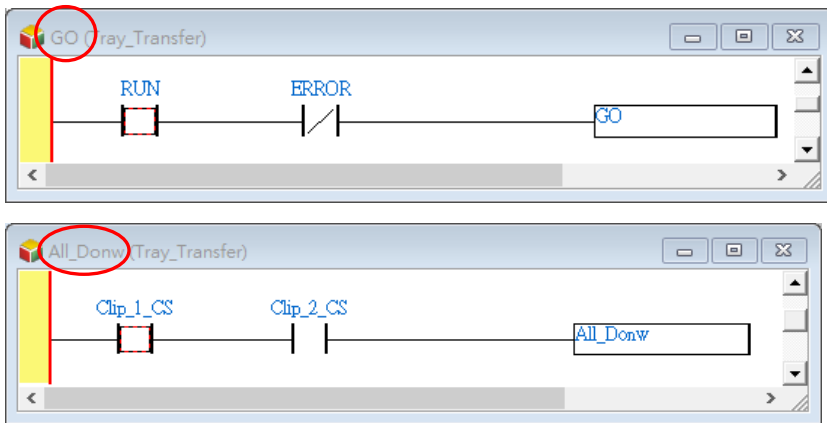 GO (Tray_Transfer)
RUN ERROR
GO
All_Donw (Tray_Transfer)
Clip_1_CS Clip_2_CS
All_Donw